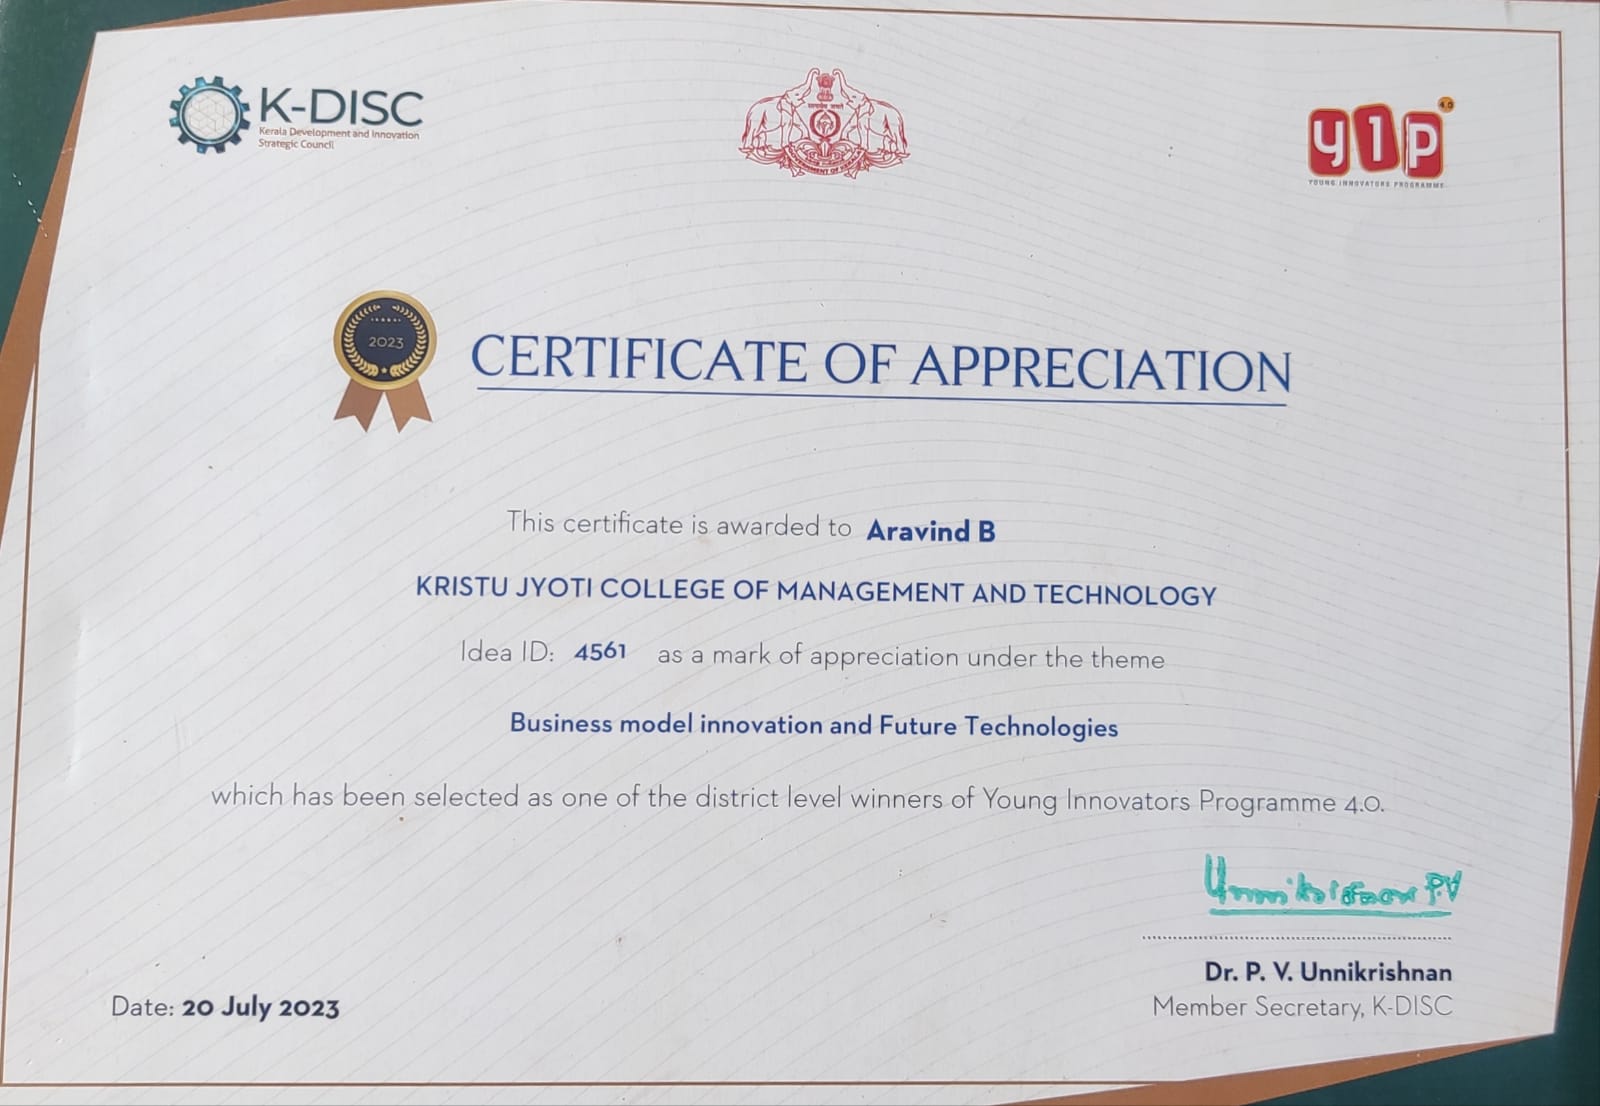 K-DISC
Kerala Development and Innovation
Strategic Council
GOVERNMENT OF KERALA
4.0
yip
YOUNG INNOVATORS PROGRAMME
2023
CERTIFICATE OF APPRECIATION
This certificate is awarded to Aravind B
KRISTU JYOTI COLLEGE OF MANAGEMENT AND TECHNOLOGY
Idea ID: 4561 as a mark of appreciation under the theme
Business model innovation and Future Technologies
which has been selected as one of the district level winners of Young Innovators Programme 4.0.
Unnikrishnan P.V
Dr. P. V. Unnikrishnan
Member Secretary, K-DISC
Date: 20 July 2023